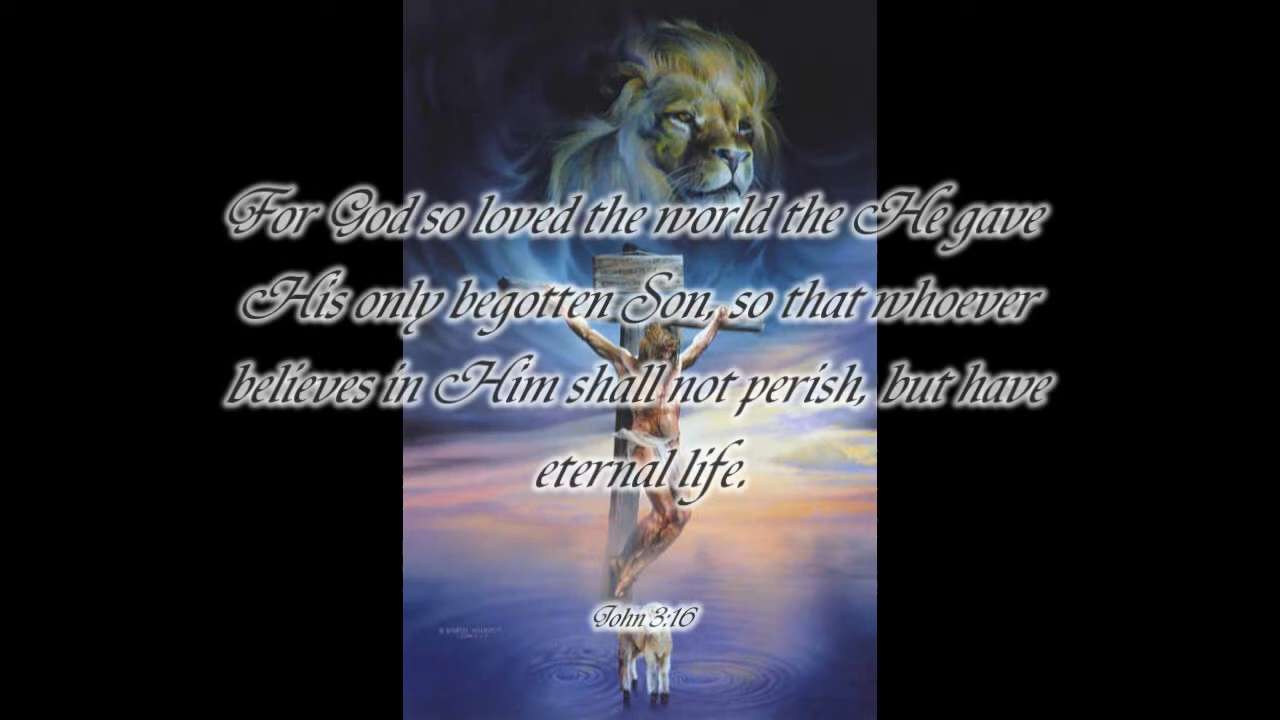 For God so loved the world the He gave
His only begotten Son, so that whoever
believes in Him shall not perish, but have
eternal life.
John 3:16